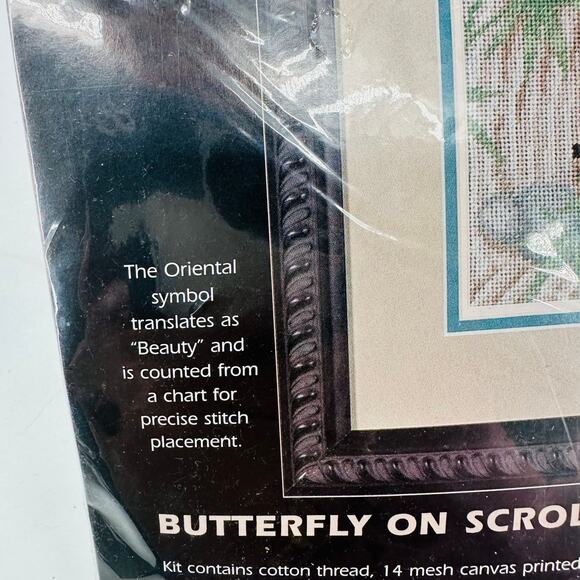 The Oriental
symbol
translates as
“Beauty” and
is counted from
a chart for
precise stitch
placement.
BUTTERFLY ON SCROL
Kit contains cotton thread, 14 mesh canvas printed